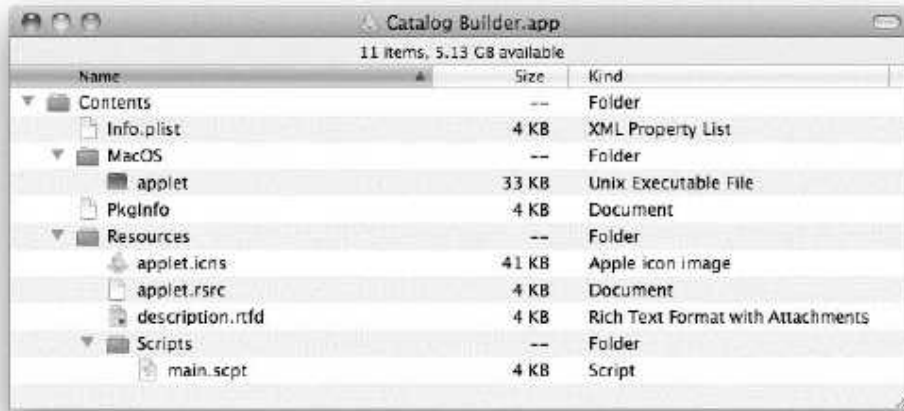 Catalog Builder.app
11 items, 5.13 GB available
Name Size Kind
Contents -- Folder
Info.plist 4 KB XML Property List
MacOS -- Folder
applet 33 KB Unix Executable File
PkgInfo 4 KB Document
Resources -- Folder
applet.icns 41 KB Apple icon image
applet.rsrc 4 KB Document
description.rtfd 4 KB Rich Text Format with Attachments
Scripts -- Folder
main.scpt 4 KB Script